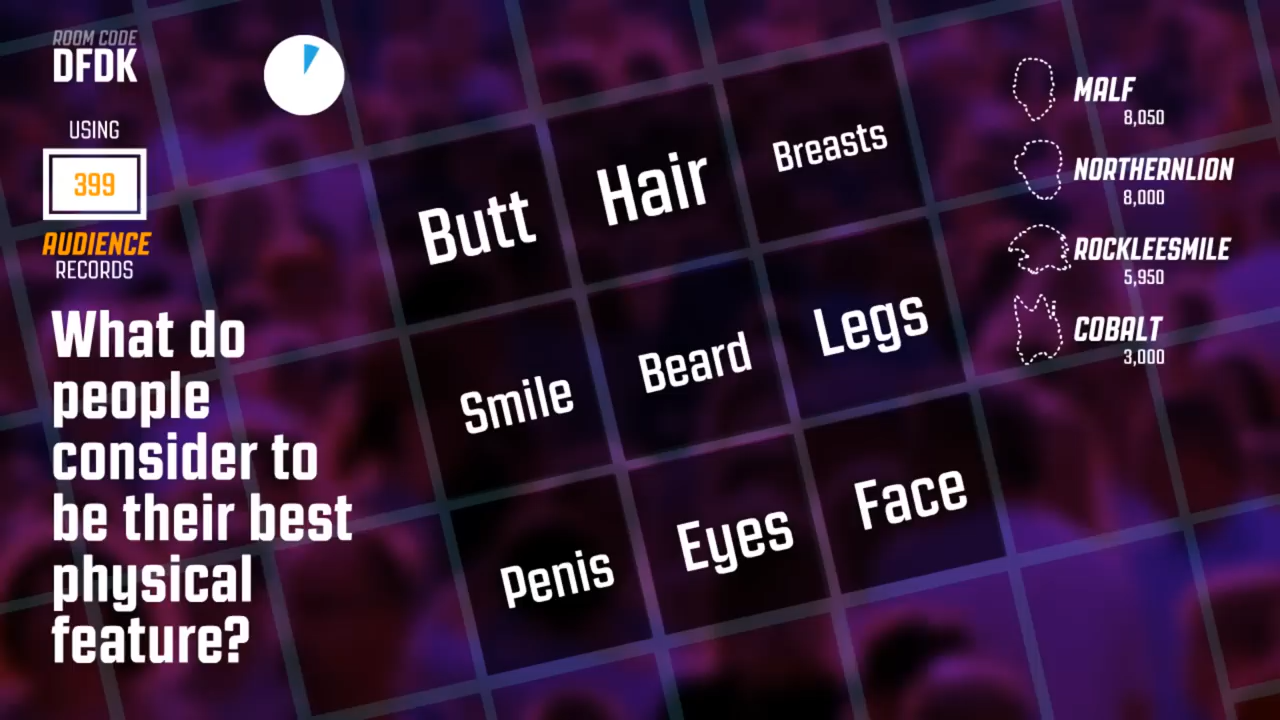 ROOM CODE
DFDK
USING
399
AUDIENCE
RECORDS
What do
people
consider to
be their best
physical
feature?
Butt
Hair
Breasts
Smile
Beard
Legs
Penis
Eyes
Face
MALF
8,050
NORTHERNLION
8,000
ROCKLEESMILE
5,950
COBALT
3,000